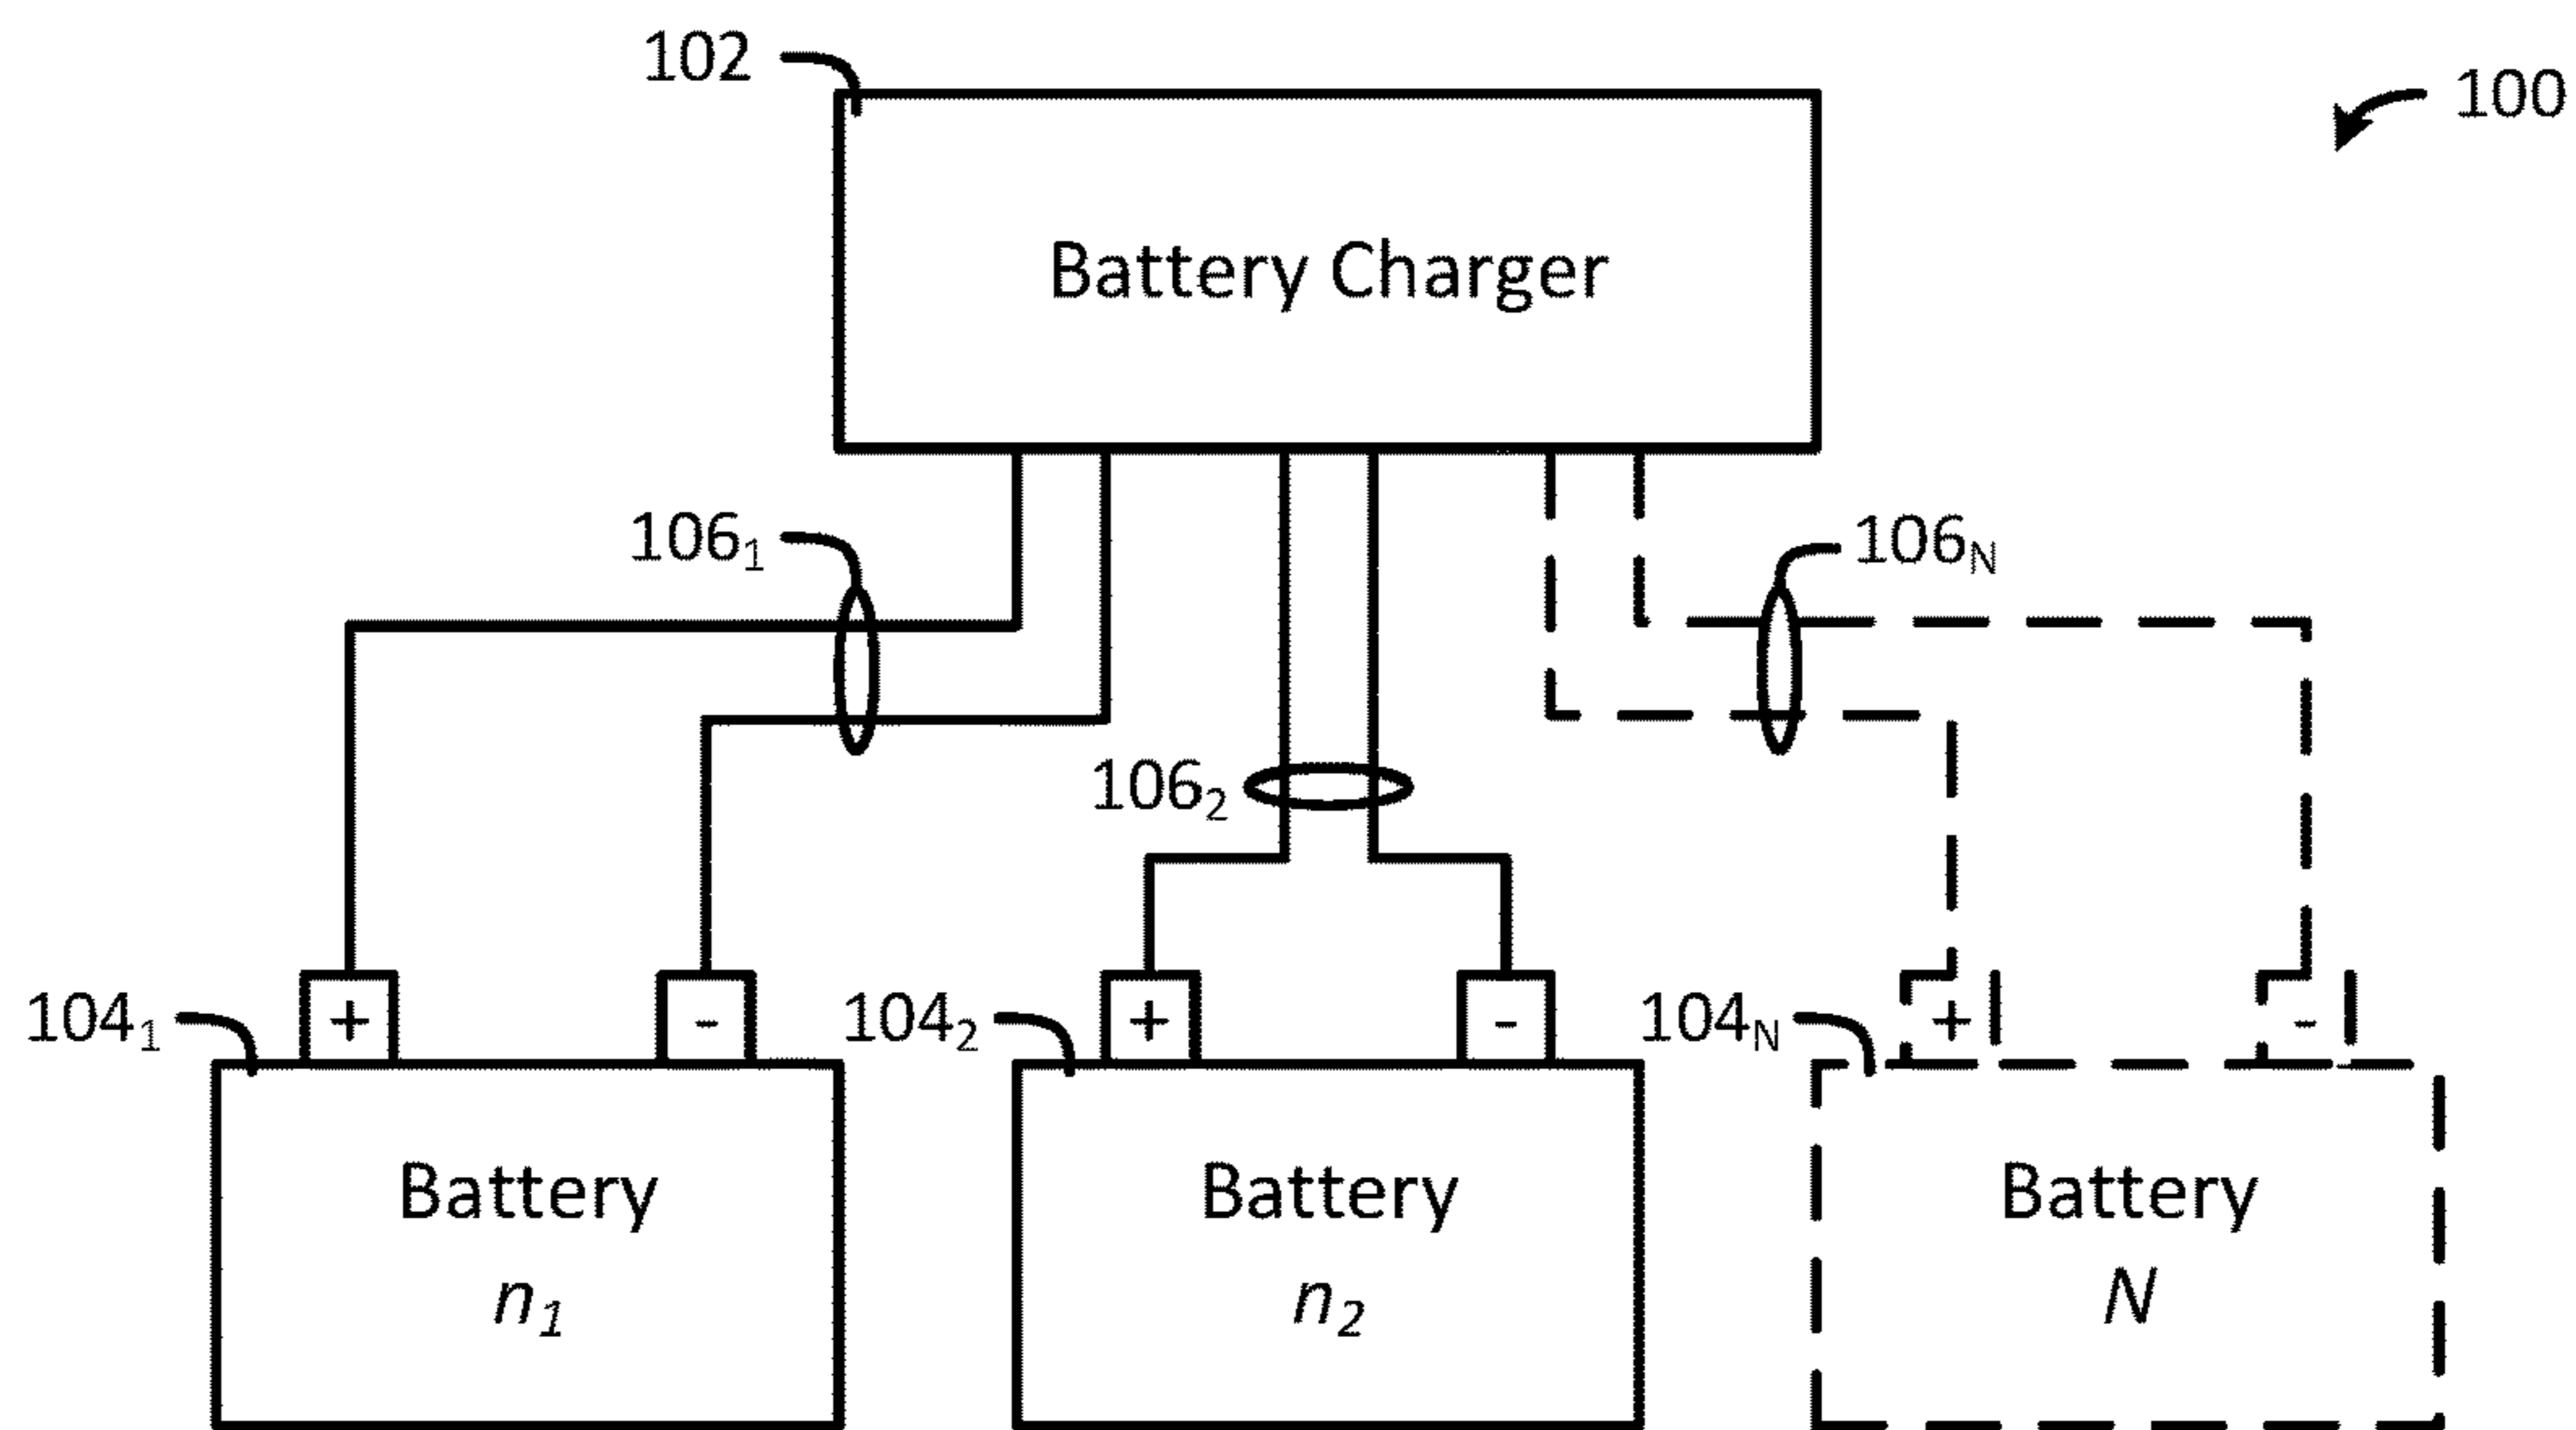 102
100
Battery Charger
106₁
106N
106₂
+
-
+
-
+
-
104₁
104₂
104N
Battery
n₁
Battery
n₂
Battery
N